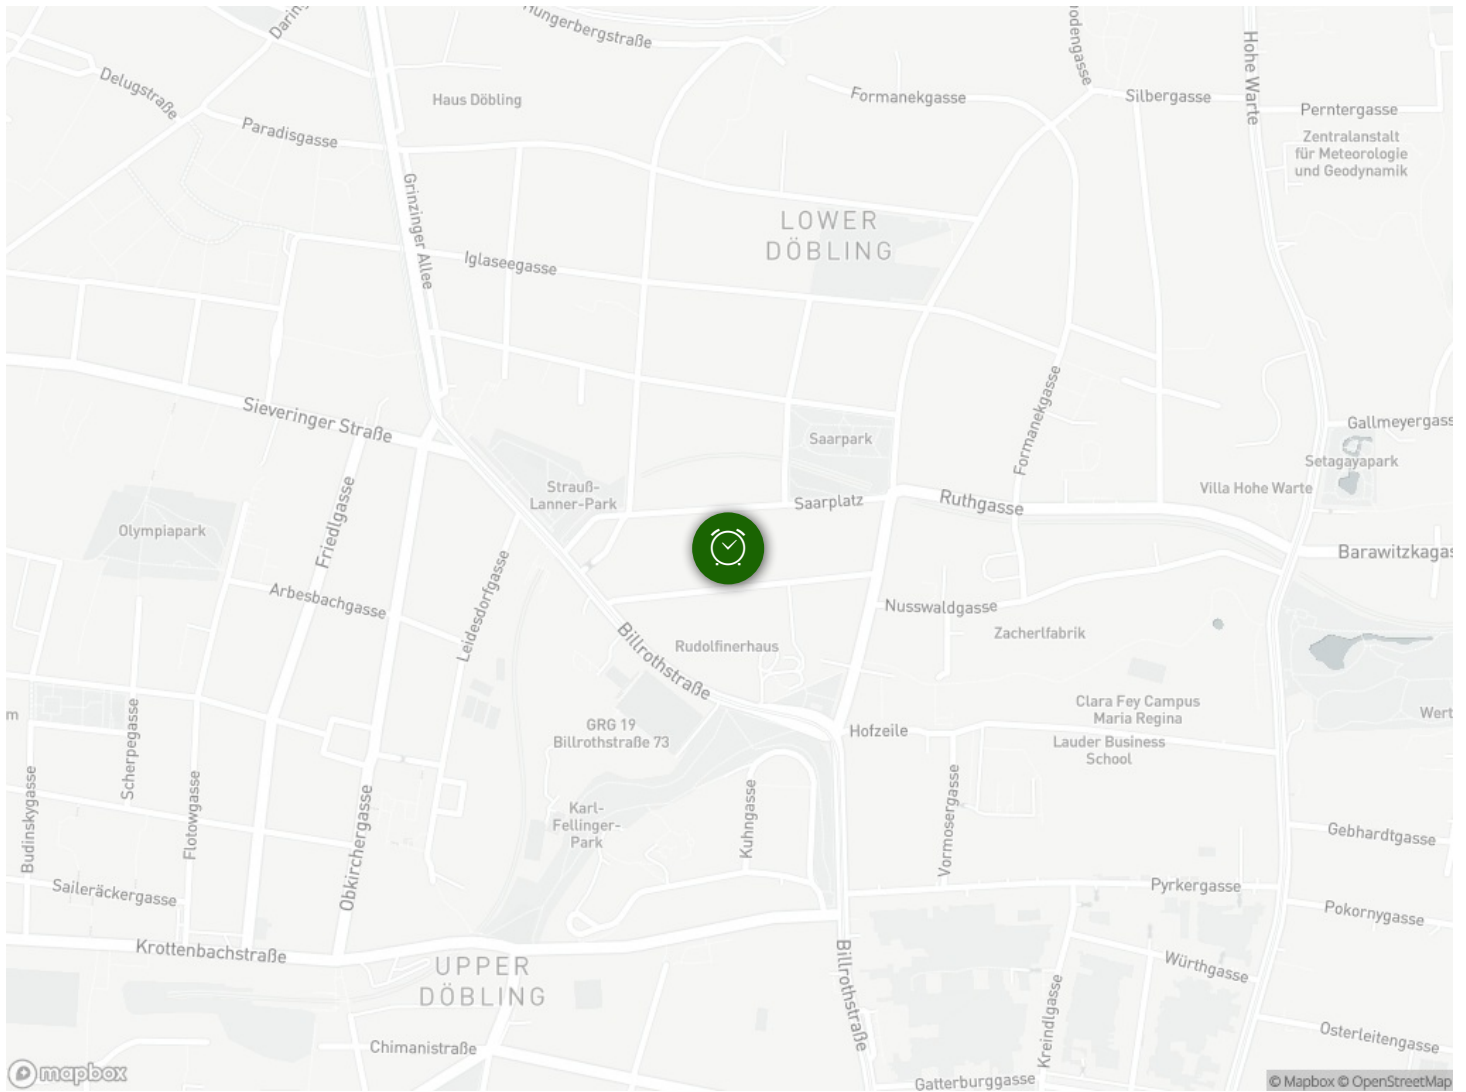 Hungerbergstraße
Daring
odengasse
Hohe Warte
Delugstraße
Haus Döbling
Formanekgasse
Silbergasse
Perntergasse
Paradisgasse
Zentralanstalt
für Meteorologie
und Geodynamik
Grinzinger Allee
LOWER
DÖBLING
Iglaseegasse
Sieveringer Straße
Formanekgasse
Gallmeyergass
Saarpark
Setagayapark
Strauß-
Lanner-Park
Villa Hohe Warte
Saarplatz
Ruthgasse
Olympiapark
Friedlgasse
Barawitzkagas
Leidesdorfgasse
Arbesbachgasse
Nusswaldgasse
Zacherlfabrik
Billrothstraße
Rudolfinerhaus
Clara Fey Campus
Maria Regina
m
Wert
GRG 19
Billrothstraße 73
Hofzeile
Lauder Business
School
Scherpegasse
Budinskygasse
Flotowgasse
Obkirchergasse
Karl-
Fellinger-
Park
Kuhngasse
Vormosergasse
Gebhardtgasse
Saileräckergasse
Pyrkergasse
Pokornygasse
Krottenbachstraße
UPPER
DÖBLING
Billrothstraße
Würthgasse
Kreindlgasse
Osterleitengasse
Chimanistraße
Gatterburggasse
mapbox
© Mapbox © OpenStreetMap